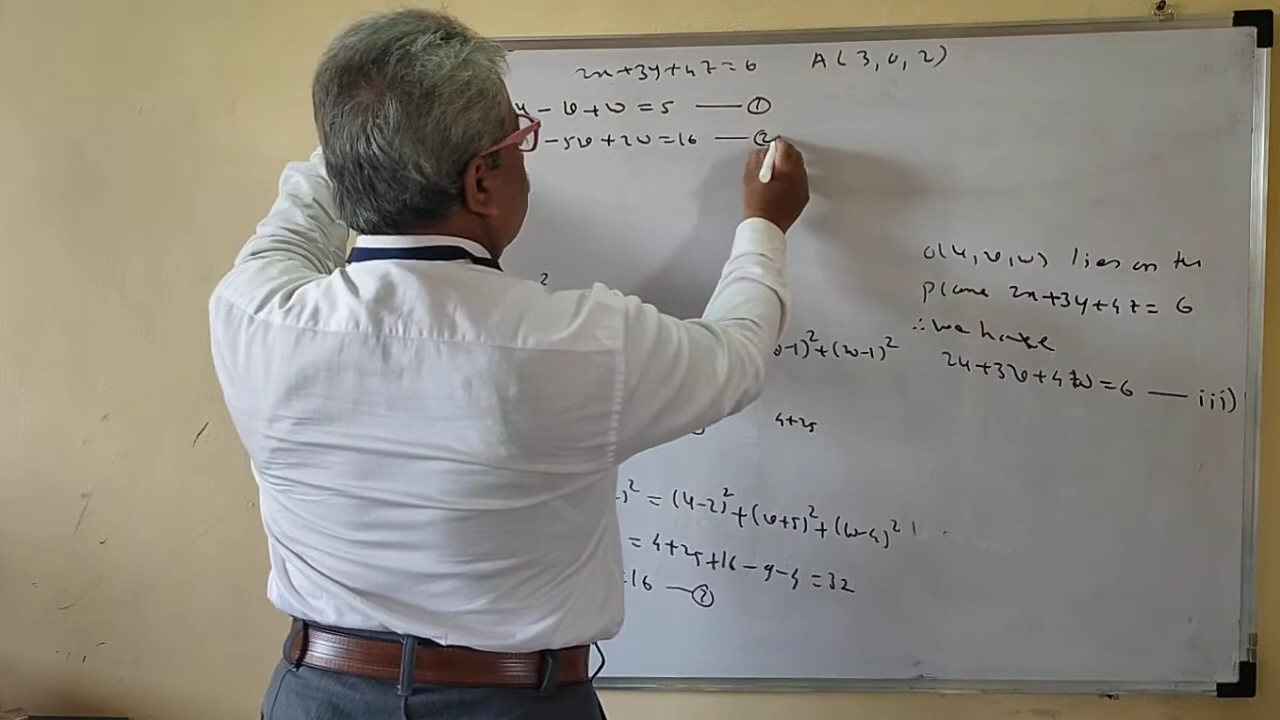 2x+3y+4z=6 A(3,0,2)
u-v+w=5 —①
-5v+2w=16 —②
2
O(u,v,w) lies on the
plane 2x+3y+4z=6
∴ we have
2u+3v+4w=6 — iii)
v-1)²+(w-1)²
4+25
)²=(u-2)²+(v+5)²+(w-4)²
=4+25+16-9-4=32
=16 —②